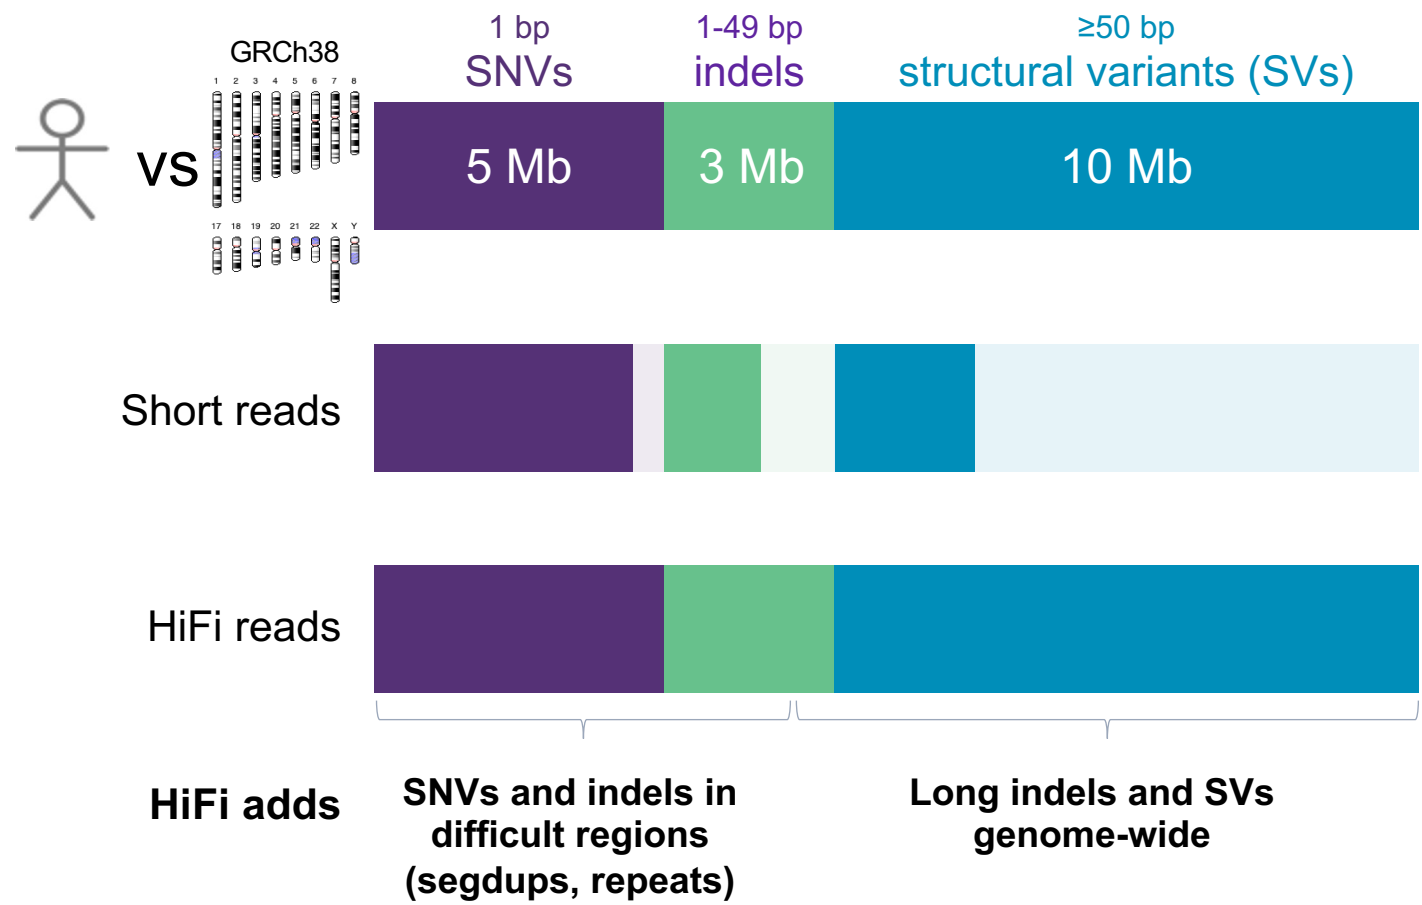 GRCh38
1 2 3 4 5 6 7 8
17 18 19 20 21 22 X Y
vs
1 bp
SNVs
1-49 bp
indels
≥50 bp
structural variants (SVs)
5 Mb
3 Mb
10 Mb
Short reads
HiFi reads
HiFi adds
SNVs and indels in
difficult regions
(segdups, repeats)
Long indels and SVs
genome-wide